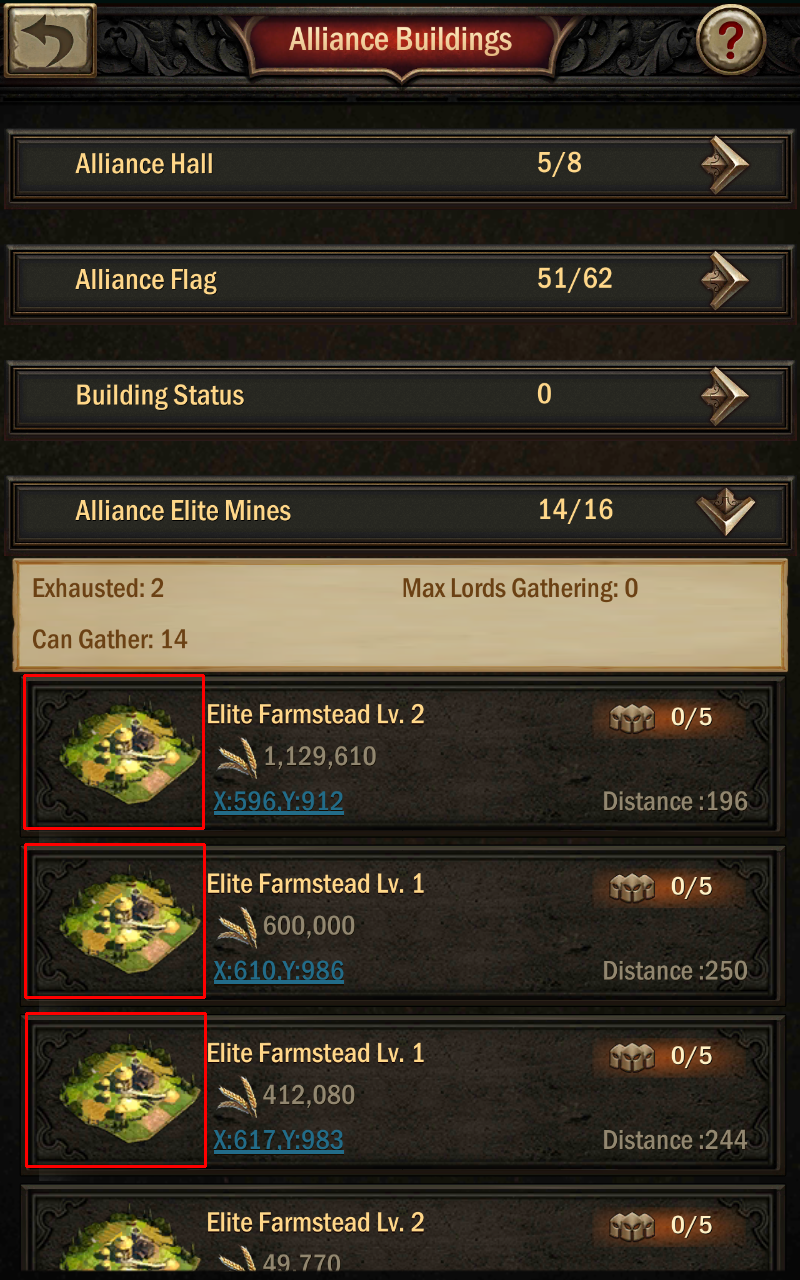 Alliance Buildings
?
Alliance Hall 5/8
Alliance Flag 51/62
Building Status 0
Alliance Elite Mines 14/16
Exhausted: 2 Max Lords Gathering: 0
Can Gather: 14
Elite Farmstead Lv. 2 0/5
1,129,610
X:596,Y:912 Distance :196
Elite Farmstead Lv. 1 0/5
600,000
X:610,Y:986 Distance :250
Elite Farmstead Lv. 1 0/5
412,080
X:617,Y:983 Distance :244
Elite Farmstead Lv. 2 0/5
49,770